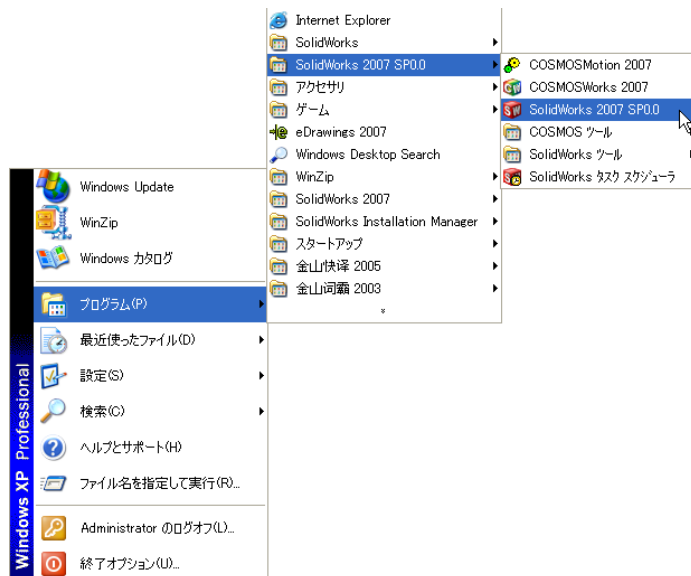 Internet Explorer
SolidWorks
SolidWorks 2007 SP0.0
アクセサリ
ゲーム
eDrawings 2007
Windows Desktop Search
WinZip
SolidWorks 2007
SolidWorks Installation Manager
スタートアップ
金山快译 2005
金山词霸 2003
COSMOSMotion 2007
COSMOSWorks 2007
SolidWorks 2007 SP0.0
COSMOS ツール
SolidWorks ツール
SolidWorks タスク スケジューラ
Windows Update
WinZip
Windows カタログ
プログラム(P)
最近使ったファイル(D)
設定(S)
検索(C)
ヘルプとサポート(H)
ファイル名を指定して実行(R)...
Administrator のログオフ(L)...
終了オプション(U)...
Windows XP Professional